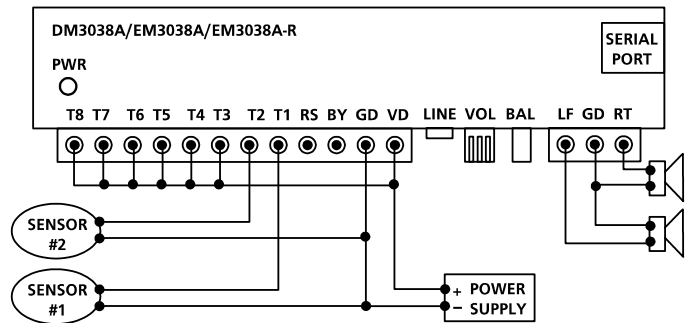 DM3038A/EM3038A/EM3038A-R
SERIAL
PORT
PWR
T8 T7 T6 T5 T4 T3 T2 T1 RS BY GD VD LINE VOL BAL LF GD RT
SENSOR
#2
SENSOR
#1
+ POWER
− SUPPLY